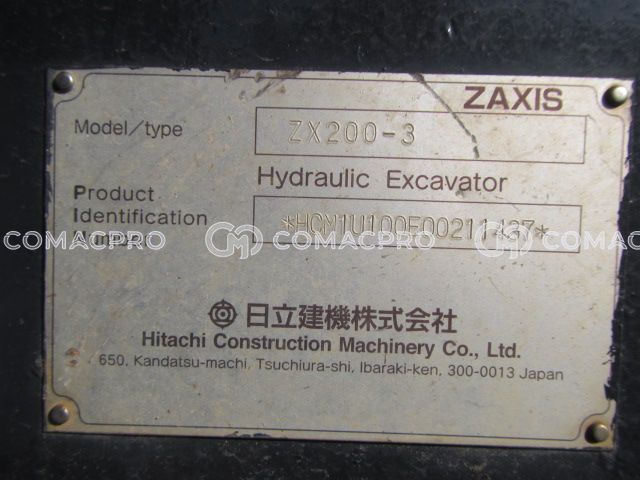 ZAXIS
Model/type ZX200-3
Hydraulic Excavator
Product
Identification
Number
日立建機株式会社
Hitachi Construction Machinery Co., Ltd.
650, Kandatsu-machi, Tsuchiura-shi, Ibaraki-ken, 300-0013 Japan
COMACPRO COMACPRO COMACPRO